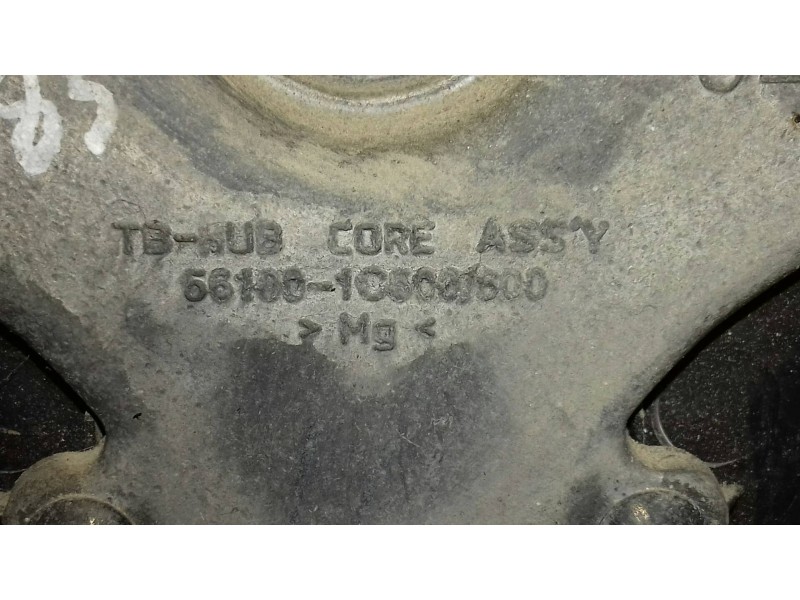 TB-HUB CORE ASS'Y
56100-1C500/600
> Mg <